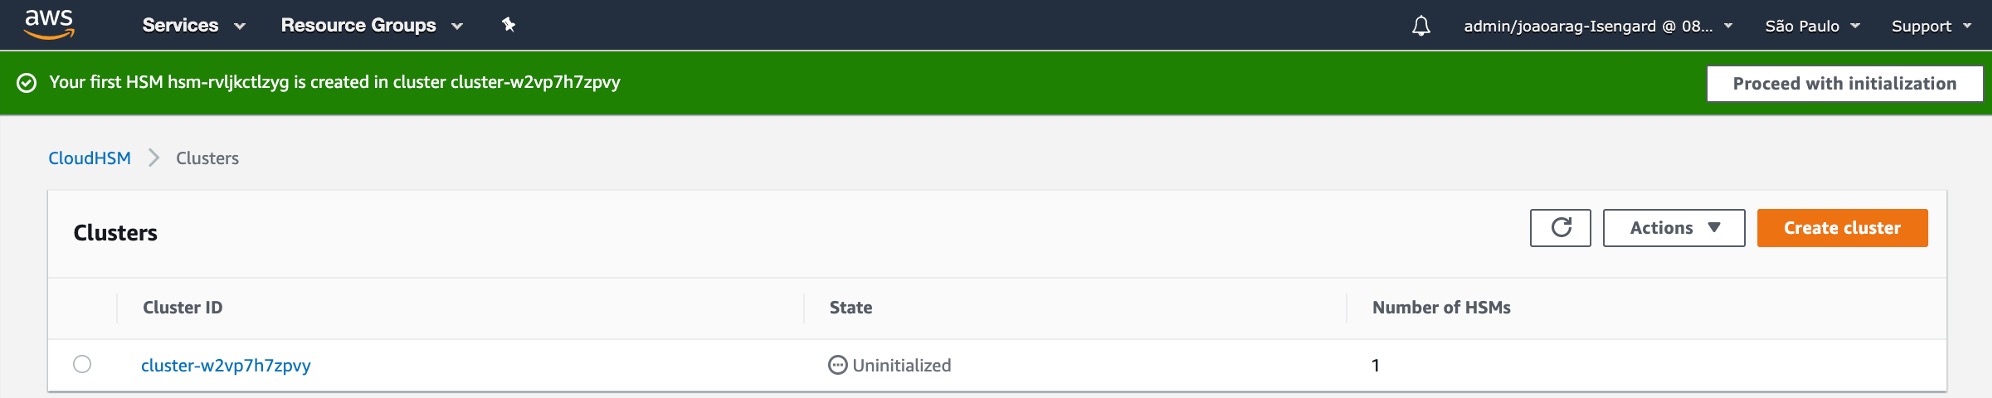 aws Services Resource Groups admin/joaoarag-Isengard @ 08... São Paulo Support
Your first HSM hsm-rvljkctlzyg is created in cluster cluster-w2vp7h7zpvy Proceed with initialization
CloudHSM Clusters
Clusters Actions Create cluster
Cluster ID State Number of HSMs
cluster-w2vp7h7zpvy Uninitialized 1